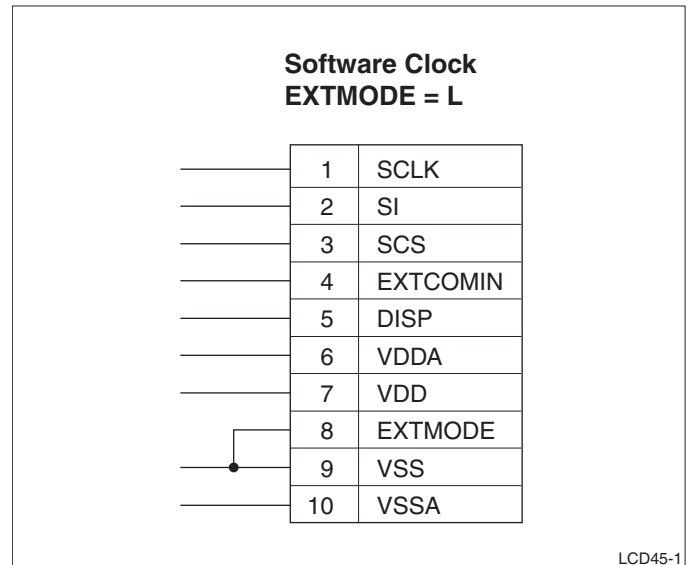 Software Clock
EXTMODE = L
1 SCLK
2 SI
3 SCS
4 EXTCOMIN
5 DISP
6 VDDA
7 VDD
8 EXTMODE
9 VSS
10 VSSA
LCD45-1